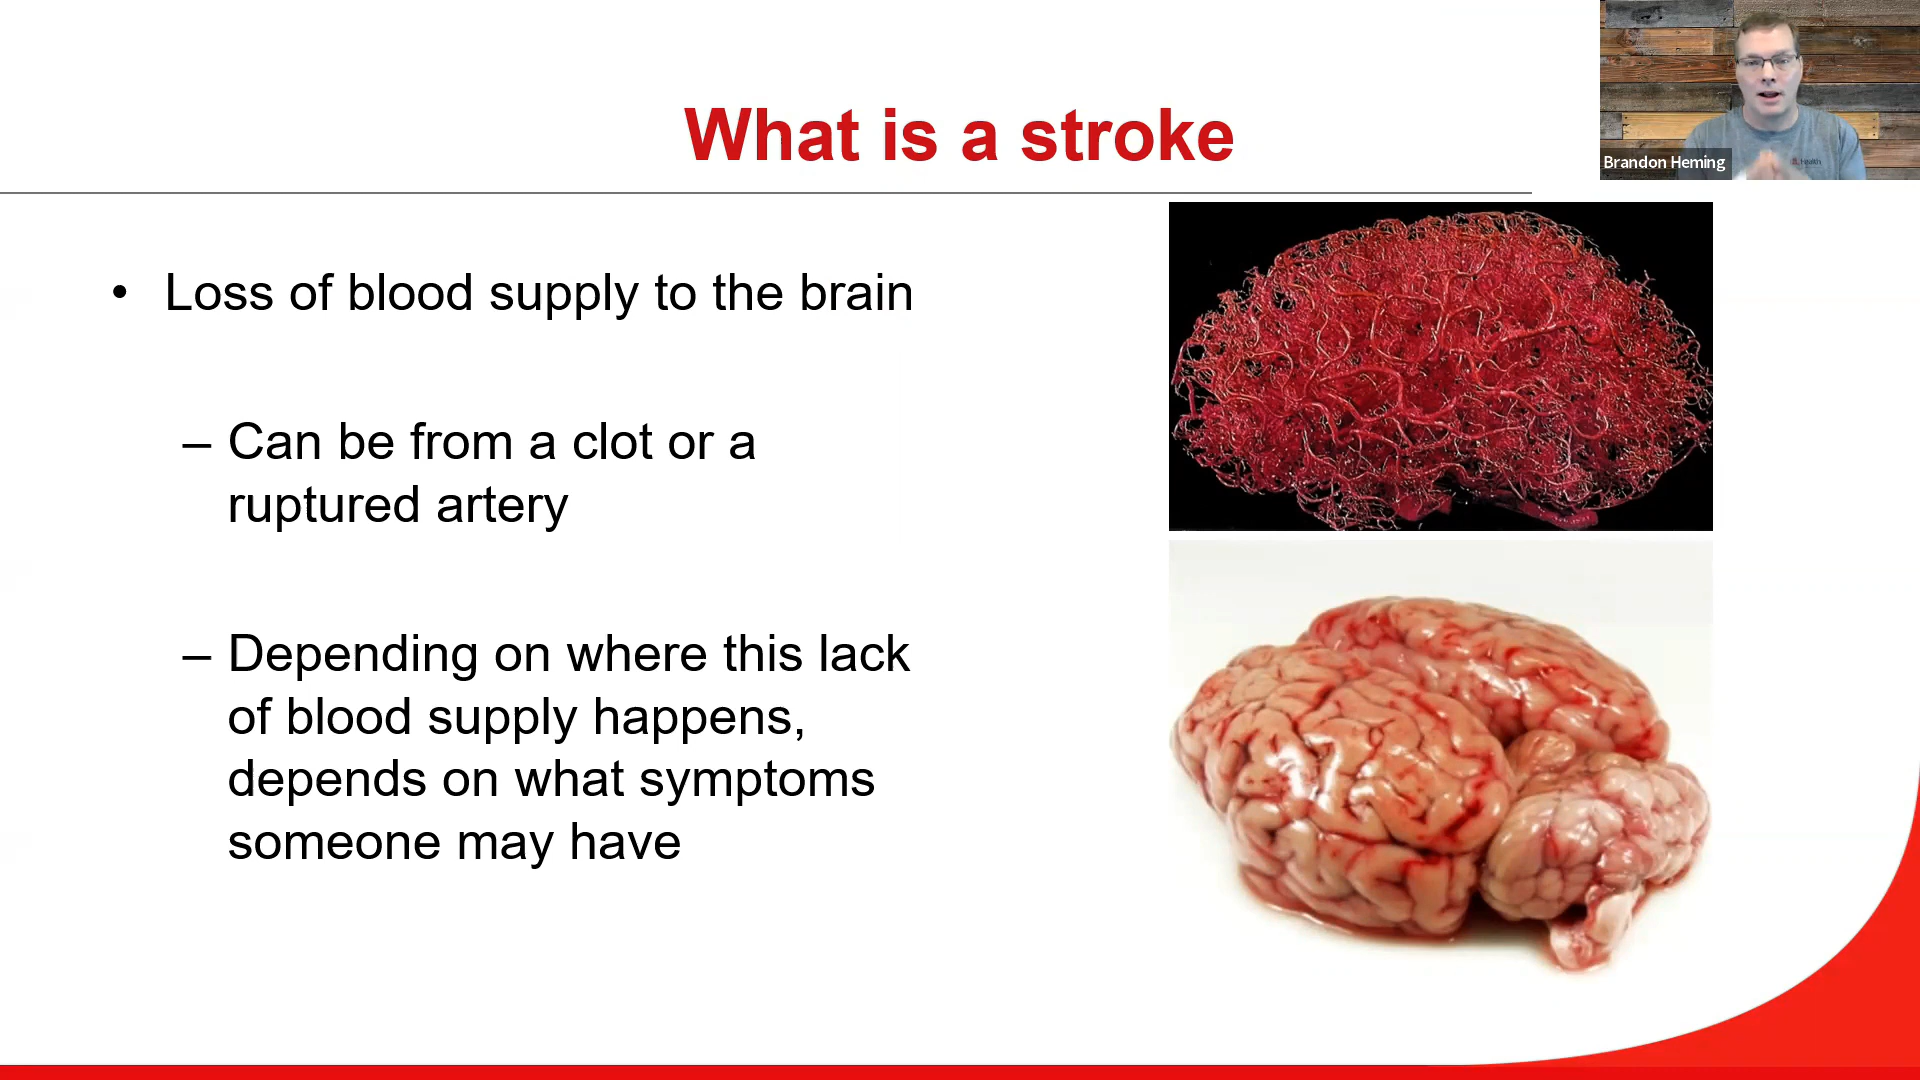 What is a stroke
Brandon Heming
• Loss of blood supply to the brain
– Can be from a clot or a
ruptured artery
– Depending on where this lack
of blood supply happens,
depends on what symptoms
someone may have
Health